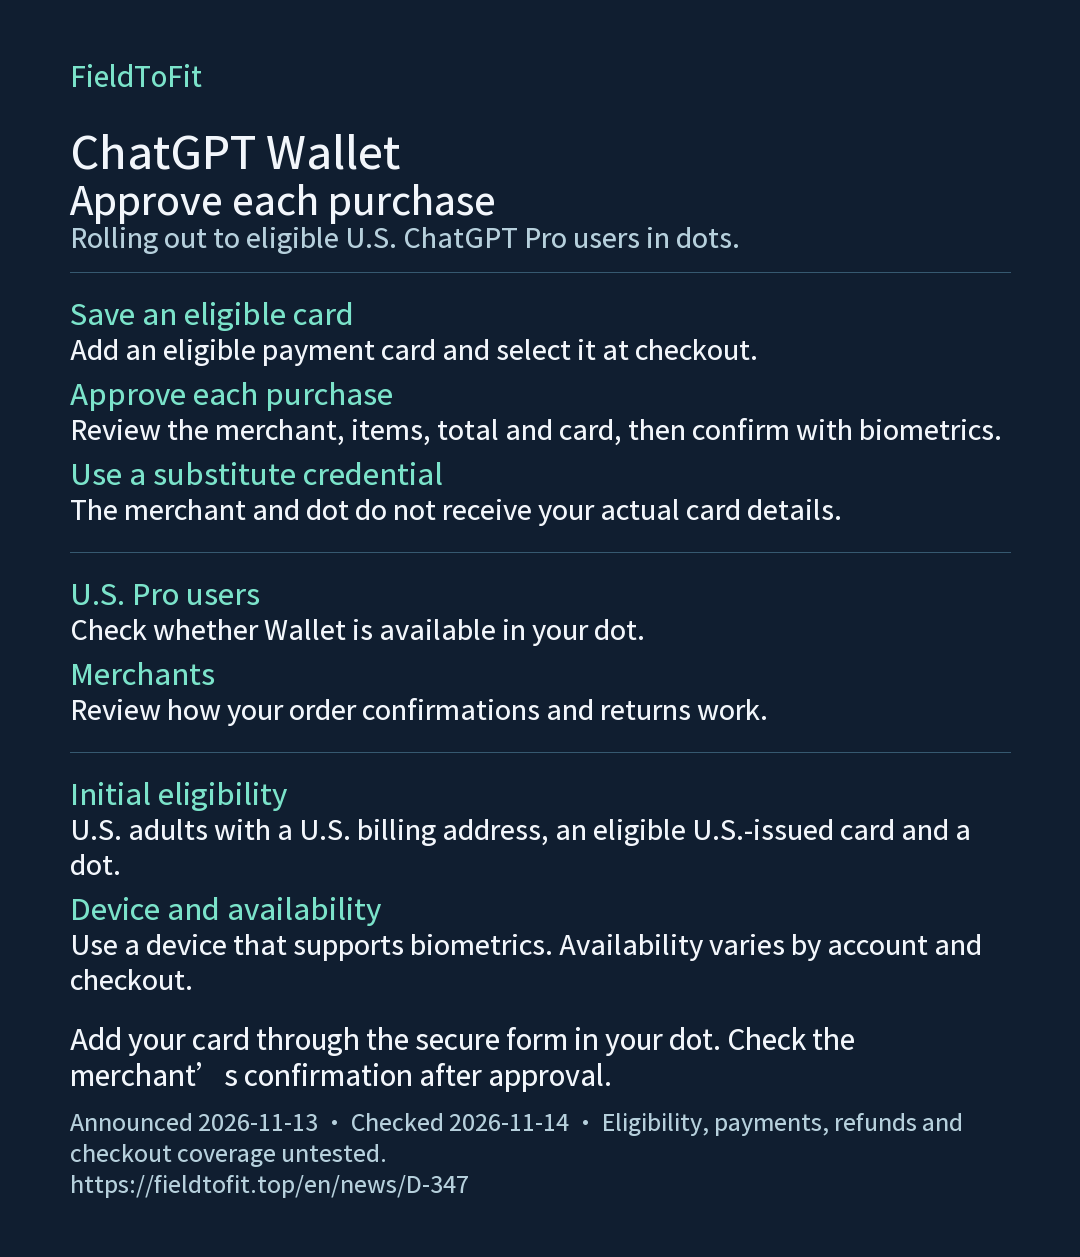 FieldToFit
ChatGPT Wallet
Approve each purchase
Rolling out to eligible U.S. ChatGPT Pro users in dots.
Save an eligible card
Add an eligible payment card and select it at checkout.
Approve each purchase
Review the merchant, items, total and card, then confirm with biometrics.
Use a substitute credential
The merchant and dot do not receive your actual card details.
U.S. Pro users
Check whether Wallet is available in your dot.
Merchants
Review how your order confirmations and returns work.
Initial eligibility
U.S. adults with a U.S. billing address, an eligible U.S.-issued card and a
dot.
Device and availability
Use a device that supports biometrics. Availability varies by account and
checkout.
Add your card through the secure form in your dot. Check the
merchant’s confirmation after approval.
Announced 2026-11-13 • Checked 2026-11-14 • Eligibility, payments, refunds and
checkout coverage untested.
https://fieldtofit.top/en/news/D-347